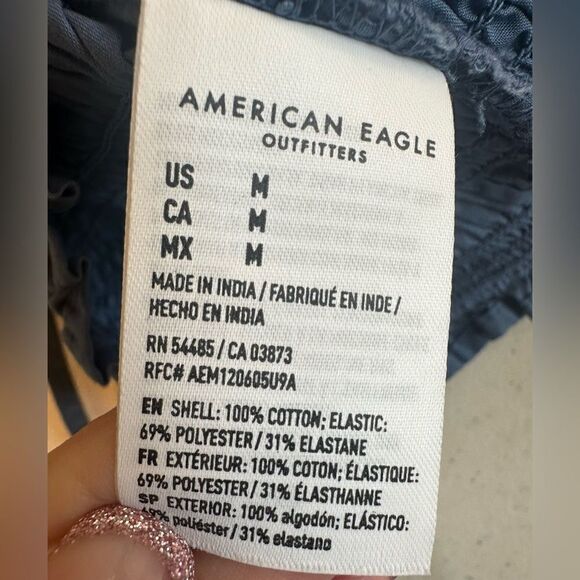 AMERICAN EAGLE
OUTFITTERS
US M
CA M
MX M
MADE IN INDIA / FABRIQUÉ EN INDE /
HECHO EN INDIA
RN 54485 / CA 03873
RFC# AEM120605U9A
EN SHELL: 100% COTTON; ELASTIC:
69% POLYESTER / 31% ELASTANE
FR EXTÉRIEUR: 100% COTON; ÉLASTIQUE:
69% POLYESTER / 31% ÉLASTHANNE
SP EXTERIOR: 100% algodón; ELÁSTICO:
69% poliéster / 31% elastano